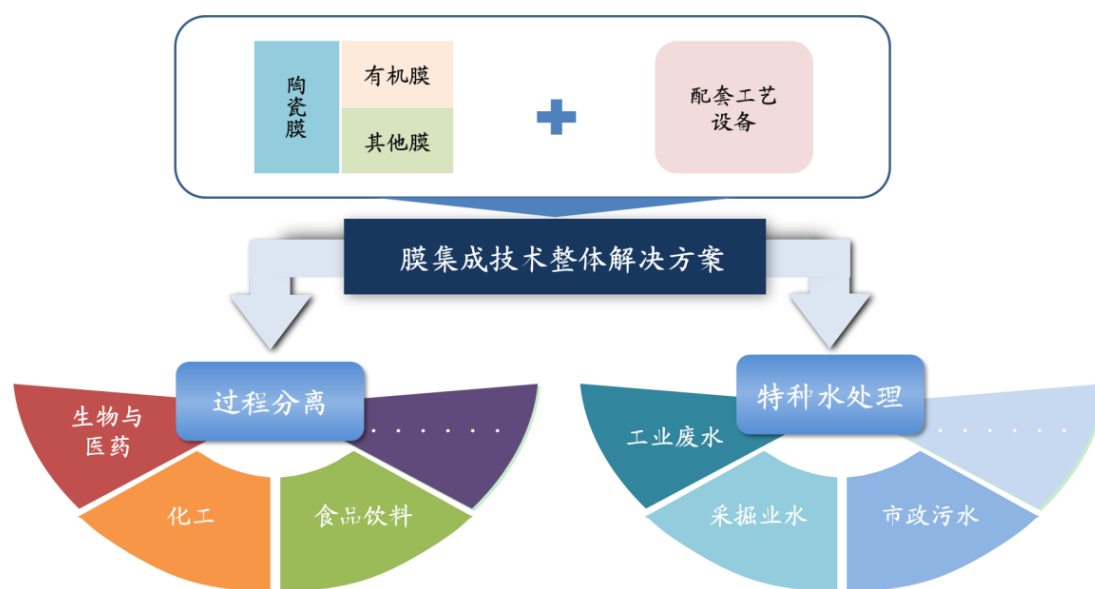 陶瓷膜
有机膜
其他膜
配套工艺
设备
膜集成技术整体解决方案
过程分离
生物与
医药
化工
食品饮料
······
特种水处理
工业废水
采掘业水
市政污水
······